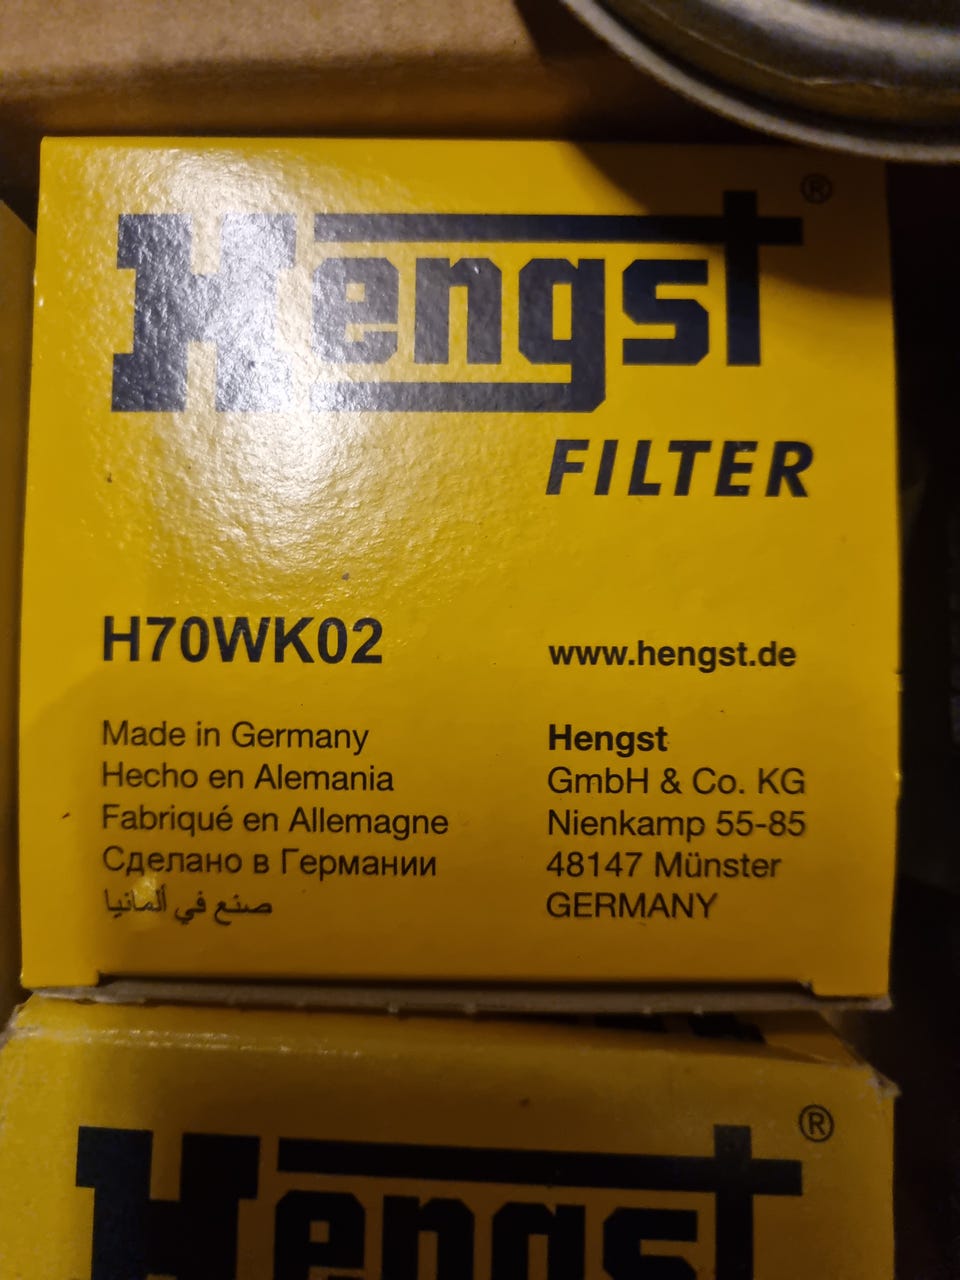 Hengst®
FILTER
H70WK02
www.hengst.de
Made in Germany
Hecho en Alemania
Fabriqué en Allemagne
Сделано в Германии
صنع في ألمانيا
Hengst
GmbH & Co. KG
Nienkamp 55-85
48147 Münster
GERMANY
Hengst®